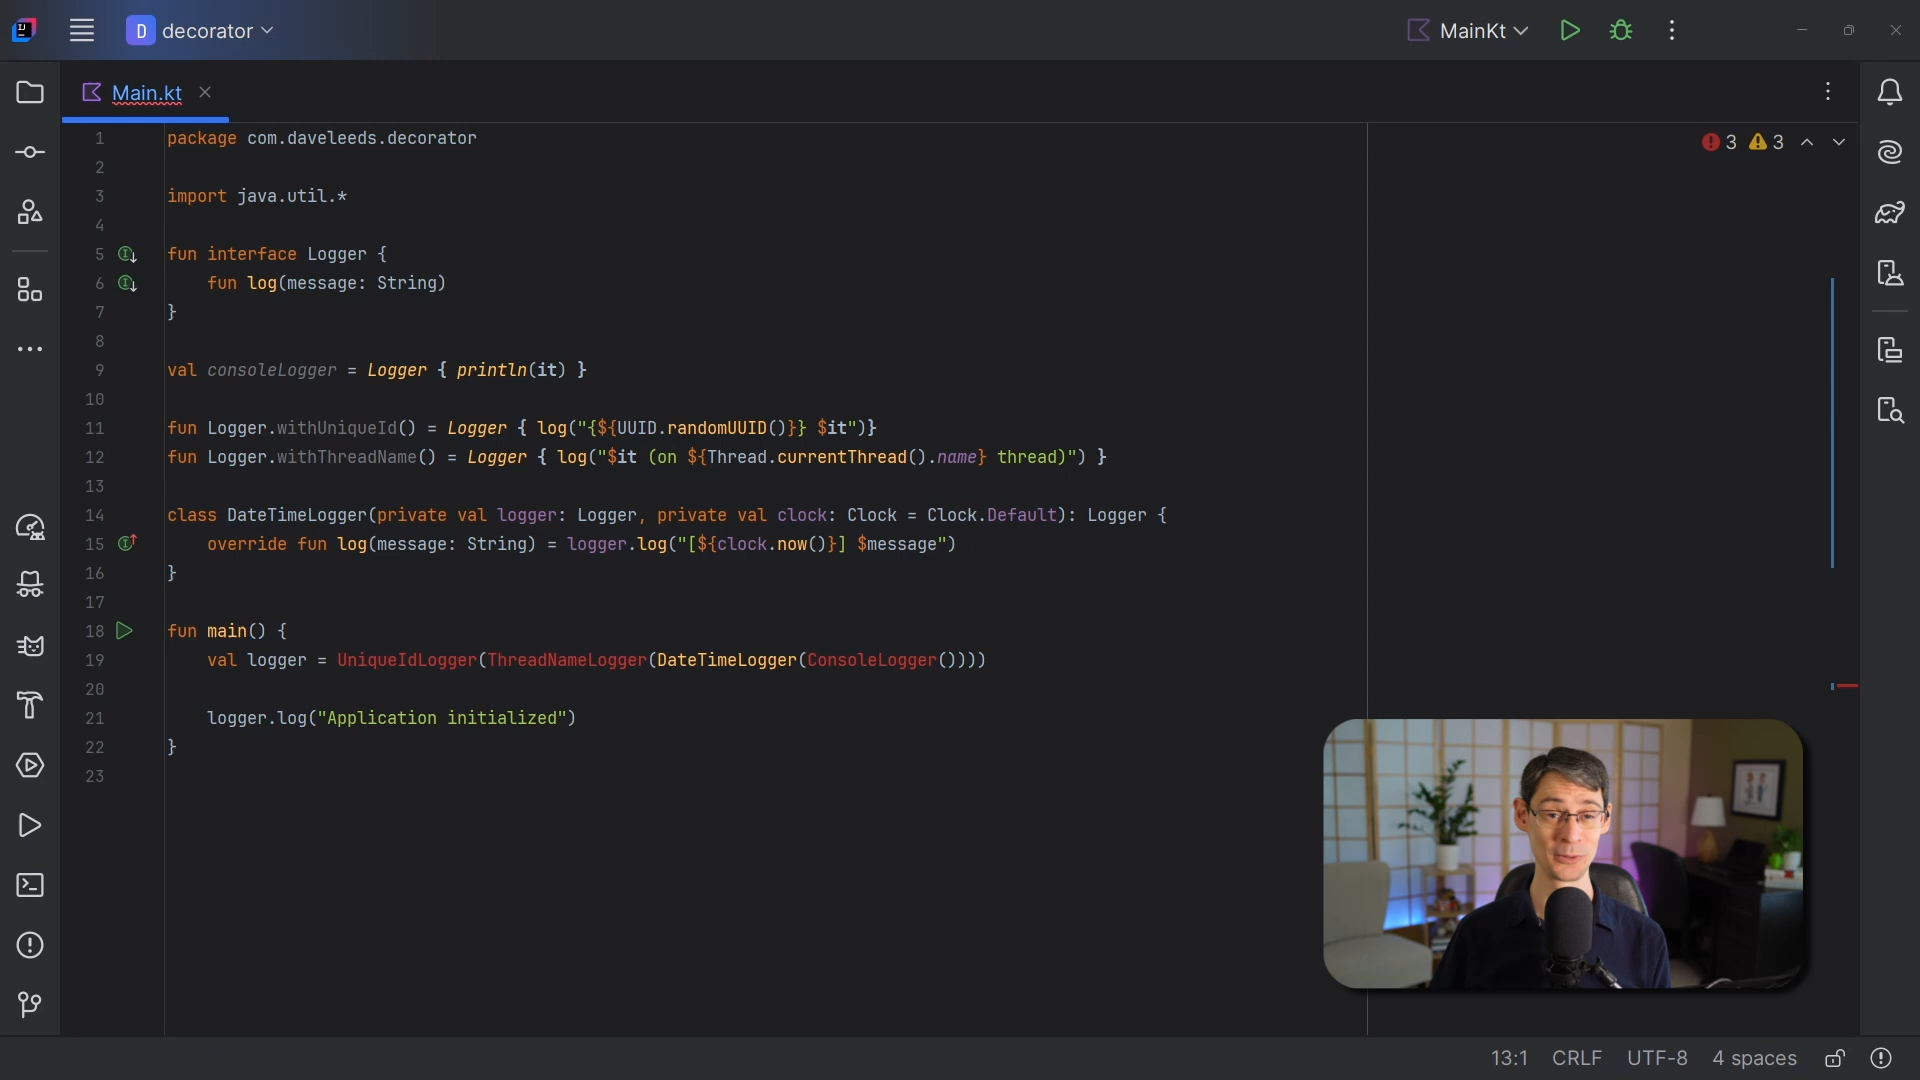 D decorator
MainKt
Main.kt
3 3
1 package com.daveleeds.decorator
2
3 import java.util.*
4
5 fun interface Logger {
6     fun log(message: String)
7 }
8
9 val consoleLogger = Logger { println(it) }
10
11 fun Logger.withUniqueId() = Logger { log("{${UUID.randomUUID()}} $it")}
12 fun Logger.withThreadName() = Logger { log("$it (on ${Thread.currentThread().name} thread)") }
13
14 class DateTimeLogger(private val logger: Logger, private val clock: Clock = Clock.Default): Logger {
15     override fun log(message: String) = logger.log("[${clock.now()}] $message")
16 }
17
18 fun main() {
19     val logger = UniqueIdLogger(ThreadNameLogger(DateTimeLogger(ConsoleLogger())))
20
21     logger.log("Application initialized")
22 }
23
13:1 CRLF UTF-8 4 spaces